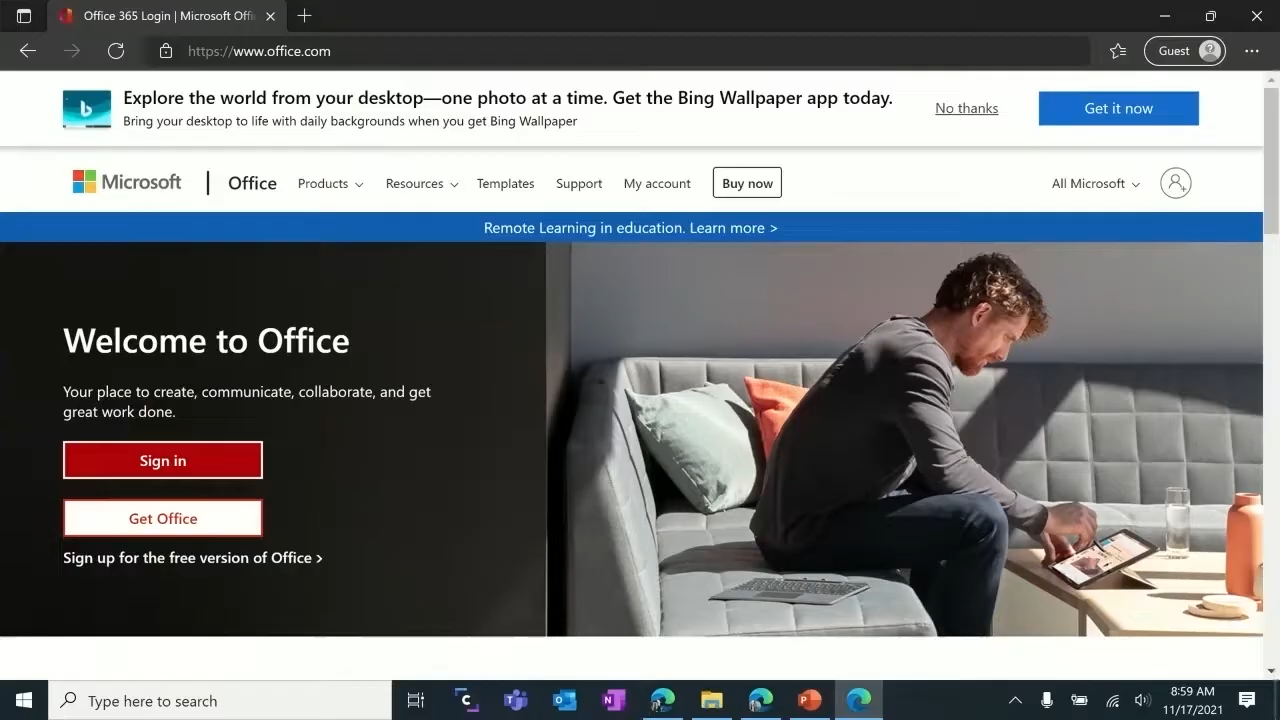 Office 365 Login | Microsoft Offi
https://www.office.com
Guest
Explore the world from your desktop—one photo at a time. Get the Bing Wallpaper app today.
Bring your desktop to life with daily backgrounds when you get Bing Wallpaper
No thanks
Get it now
Microsoft
Office
Products
Resources
Templates
Support
My account
Buy now
All Microsoft
Remote Learning in education. Learn more >
Welcome to Office
Your place to create, communicate, collaborate, and get
great work done.
Sign in
Get Office
Sign up for the free version of Office >
Type here to search
8:59 AM
11/17/2021